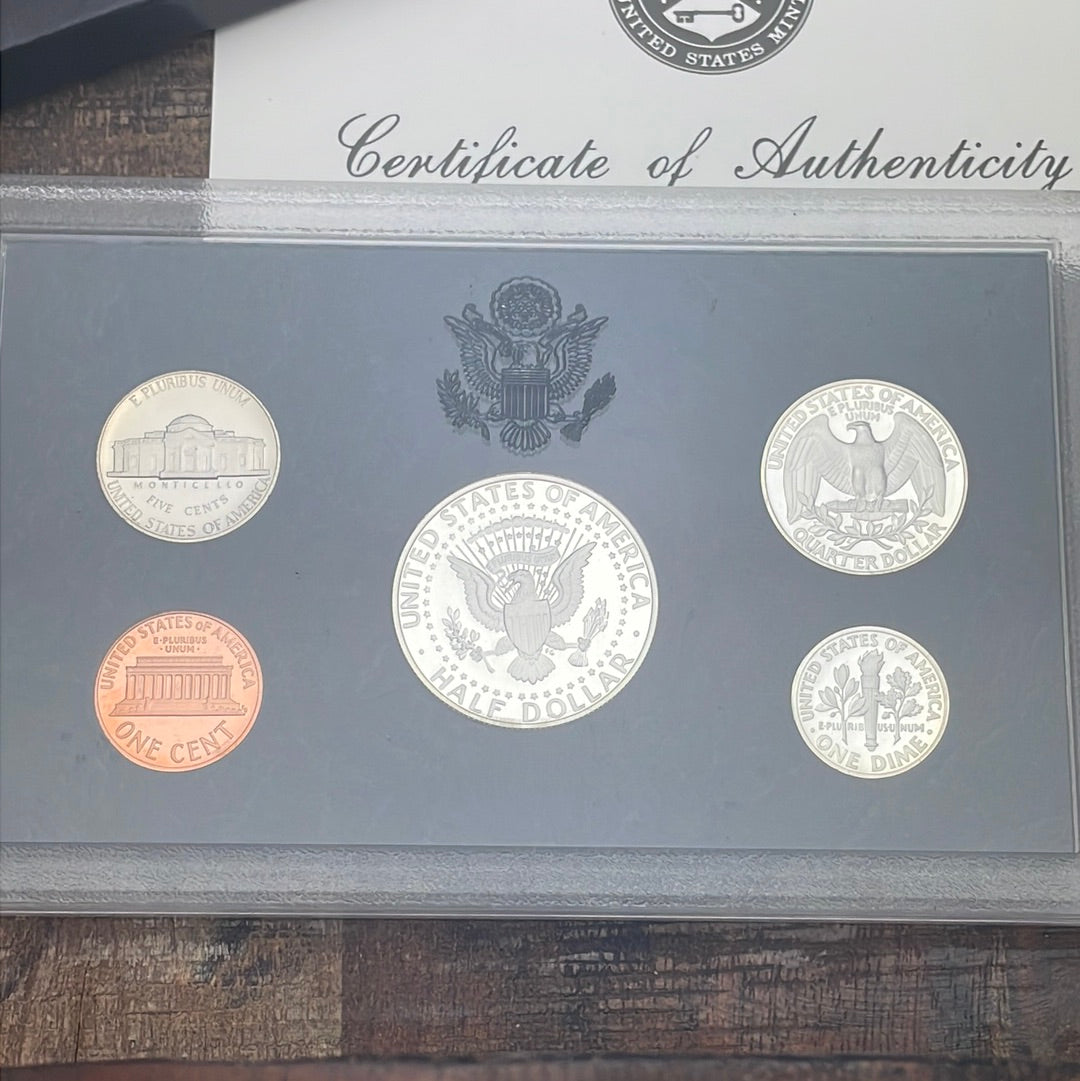 UNITED STATES MINT
Certificate of Authenticity
E PLURIBUS UNUM
MONTICELLO
FIVE CENTS
UNITED STATES OF AMERICA
UNITED STATES OF AMERICA
E PLURIBUS
UNUM
QUARTER DOLLAR
UNITED STATES OF AMERICA
HALF DOLLAR
UNITED STATES OF AMERICA
E·PLURIBUS
·UNUM·
ONE CENT
UNITED STATES OF AMERICA
E·PLURIBUS·UNUM
ONE DIME